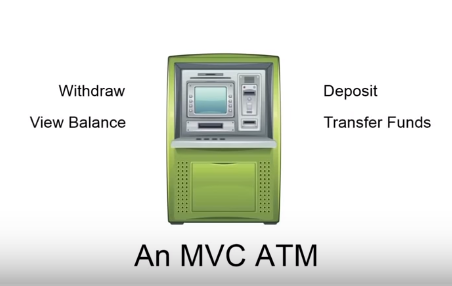 Withdraw
Deposit
View Balance
Transfer Funds
An MVC ATM